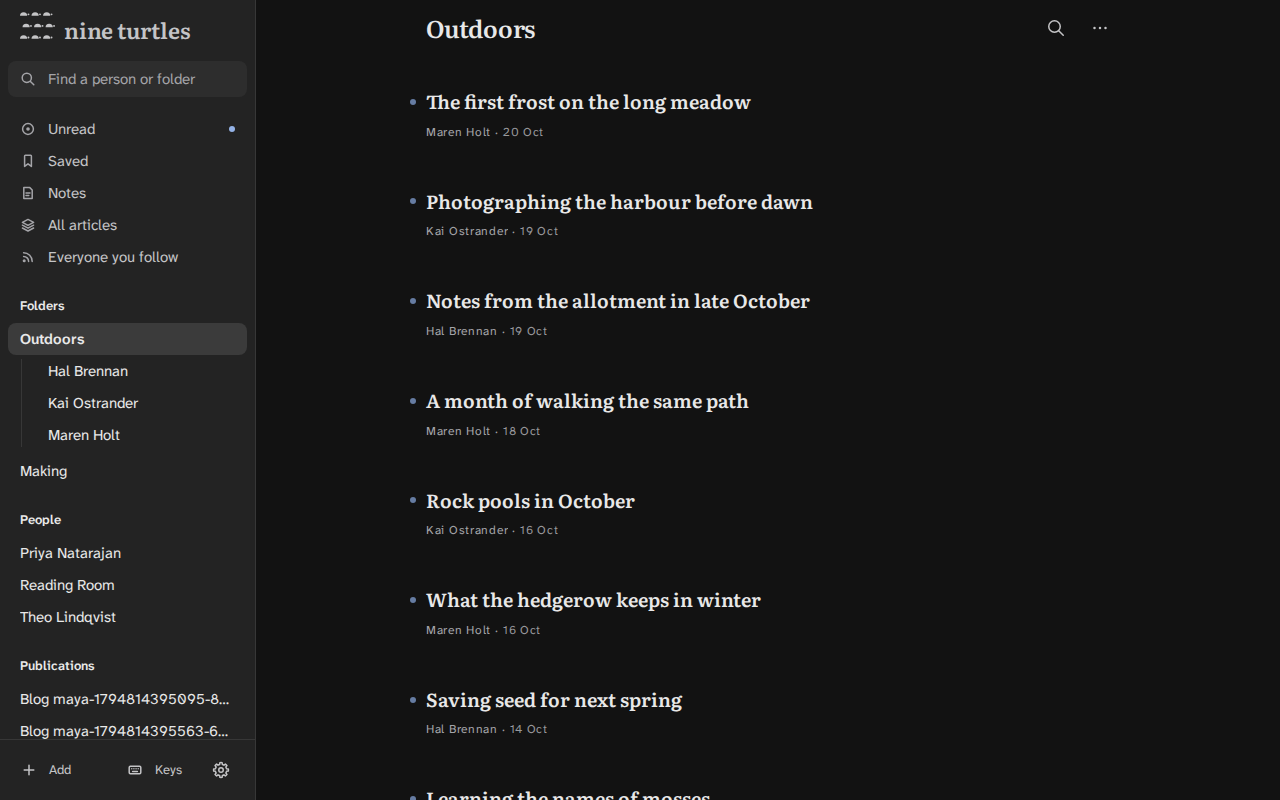 nine turtles
Find a person or folder
Unread
Saved
Notes
All articles
Everyone you follow
Folders
Outdoors
Hal Brennan
Kai Ostrander
Maren Holt
Making
People
Priya Natarajan
Reading Room
Theo Lindqvist
Publications
Blog maya-1794814395095-8...
Blog maya-1794814395563-6...
Add
Keys
Outdoors
The first frost on the long meadow
Maren Holt · 20 Oct
Photographing the harbour before dawn
Kai Ostrander · 19 Oct
Notes from the allotment in late October
Hal Brennan · 19 Oct
A month of walking the same path
Maren Holt · 18 Oct
Rock pools in October
Kai Ostrander · 16 Oct
What the hedgerow keeps in winter
Maren Holt · 16 Oct
Saving seed for next spring
Hal Brennan · 14 Oct
Learning the names of mosses